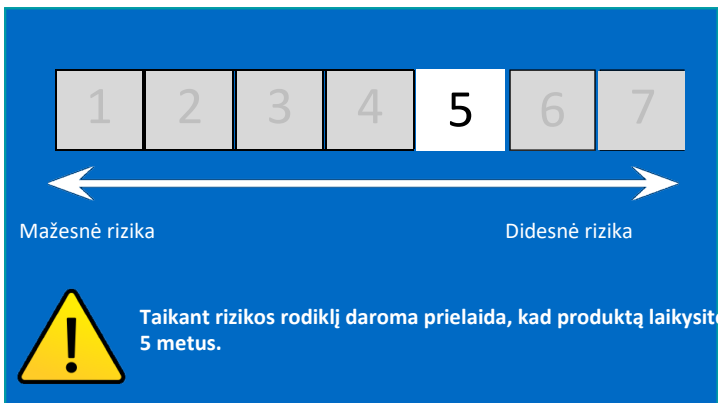 1 2 3 4 5 6 7
Mažesnė rizika Didesnė rizika
Taikant rizikos rodiklį daroma prielaida, kad produktą laikysite
5 metus.